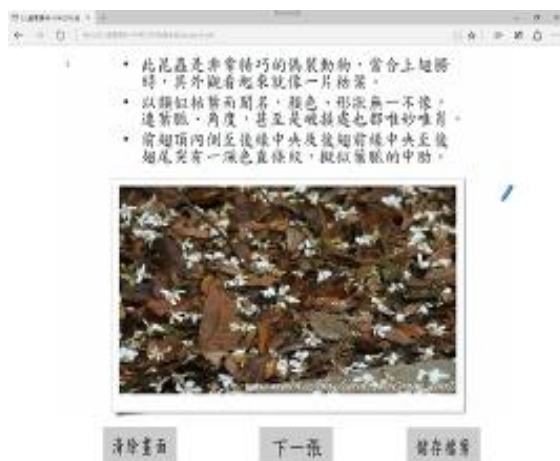 • 此昆蟲是非常精巧的偽裝動物，當合上翅膀
時，其外觀看起來就像一片枯葉。
• 以類似枯葉而聞名，顏色、形狀無一不像，
連葉脈、角度，甚至是破損處也都唯妙唯肖。
• 前翅頂內側至後緣中央及後翅前緣中央至後
翅尾突有一深色直條紋，擬似葉脈的中肋。
清除畫面
下一張
儲存檔案